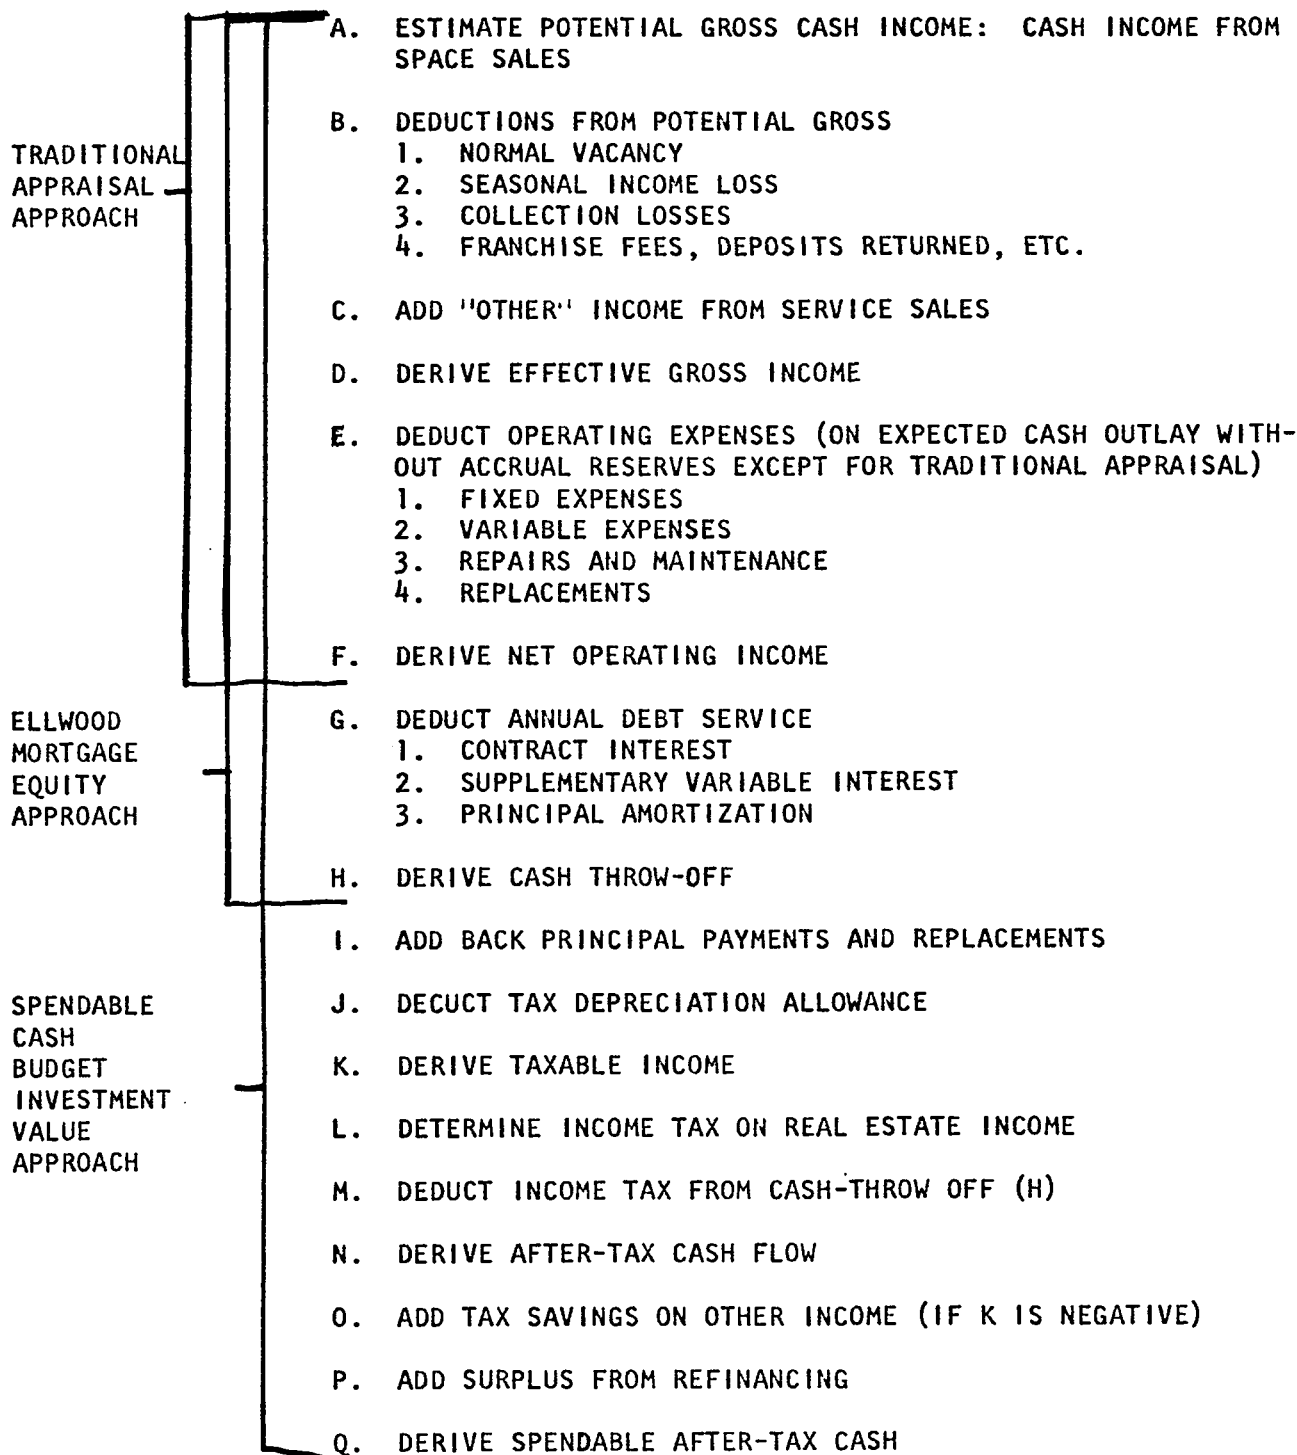 A. ESTIMATE POTENTIAL GROSS CASH INCOME: CASH INCOME FROM
SPACE SALES
B. DEDUCTIONS FROM POTENTIAL GROSS
1. NORMAL VACANCY
2. SEASONAL INCOME LOSS
3. COLLECTION LOSSES
4. FRANCHISE FEES, DEPOSITS RETURNED, ETC.
TRADITIONAL
APPRAISAL
APPROACH
C. ADD "OTHER" INCOME FROM SERVICE SALES
D. DERIVE EFFECTIVE GROSS INCOME
E. DEDUCT OPERATING EXPENSES (ON EXPECTED CASH OUTLAY WITH-
OUT ACCRUAL RESERVES EXCEPT FOR TRADITIONAL APPRAISAL)
1. FIXED EXPENSES
2. VARIABLE EXPENSES
3. REPAIRS AND MAINTENANCE
4. REPLACEMENTS
F. DERIVE NET OPERATING INCOME
ELLWOOD
MORTGAGE
EQUITY
APPROACH
G. DEDUCT ANNUAL DEBT SERVICE
1. CONTRACT INTEREST
2. SUPPLEMENTARY VARIABLE INTEREST
3. PRINCIPAL AMORTIZATION
H. DERIVE CASH THROW-OFF
I. ADD BACK PRINCIPAL PAYMENTS AND REPLACEMENTS
SPENDABLE
CASH
BUDGET
INVESTMENT
VALUE
APPROACH
J. DECUCT TAX DEPRECIATION ALLOWANCE
K. DERIVE TAXABLE INCOME
L. DETERMINE INCOME TAX ON REAL ESTATE INCOME
M. DEDUCT INCOME TAX FROM CASH-THROW OFF (H)
N. DERIVE AFTER-TAX CASH FLOW
O. ADD TAX SAVINGS ON OTHER INCOME (IF K IS NEGATIVE)
P. ADD SURPLUS FROM REFINANCING
Q. DERIVE SPENDABLE AFTER-TAX CASH